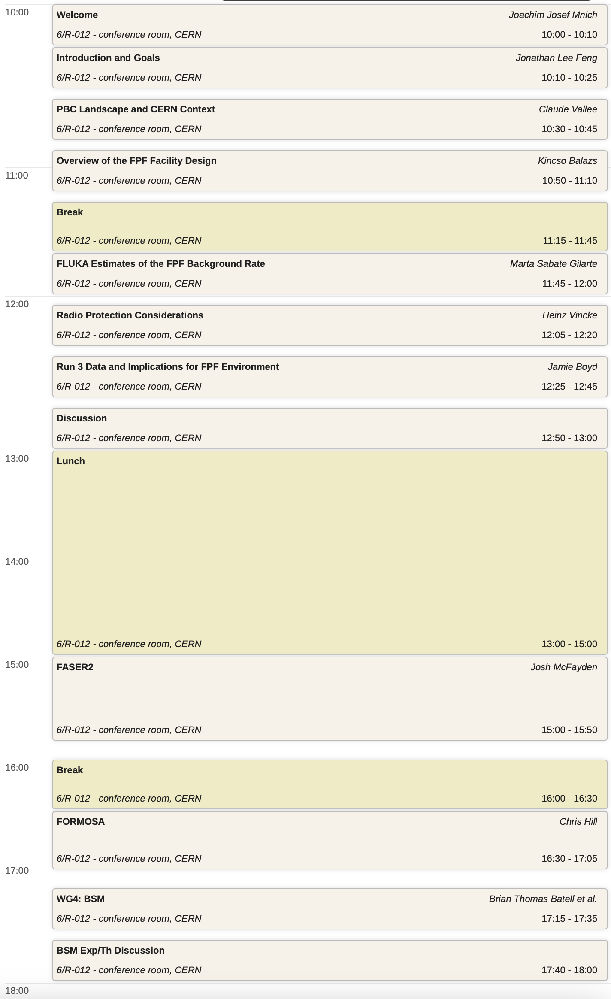 10:00
Welcome Joachim Josef Mnich
6/R-012 - conference room, CERN 10:00 - 10:10
Introduction and Goals Jonathan Lee Feng
6/R-012 - conference room, CERN 10:10 - 10:25
PBC Landscape and CERN Context Claude Vallee
6/R-012 - conference room, CERN 10:30 - 10:45
Overview of the FPF Facility Design Kincso Balazs
11:00
6/R-012 - conference room, CERN 10:50 - 11:10
Break
6/R-012 - conference room, CERN 11:15 - 11:45
FLUKA Estimates of the FPF Background Rate Marta Sabate Gilarte
6/R-012 - conference room, CERN 11:45 - 12:00
12:00
Radio Protection Considerations Heinz Vincke
6/R-012 - conference room, CERN 12:05 - 12:20
Run 3 Data and Implications for FPF Environment Jamie Boyd
6/R-012 - conference room, CERN 12:25 - 12:45
Discussion
6/R-012 - conference room, CERN 12:50 - 13:00
13:00
Lunch
14:00
6/R-012 - conference room, CERN 13:00 - 15:00
15:00
FASER2 Josh McFayden
6/R-012 - conference room, CERN 15:00 - 15:50
16:00
Break
6/R-012 - conference room, CERN 16:00 - 16:30
FORMOSA Chris Hill
6/R-012 - conference room, CERN 16:30 - 17:05
17:00
WG4: BSM Brian Thomas Batell et al.
6/R-012 - conference room, CERN 17:15 - 17:35
BSM Exp/Th Discussion
6/R-012 - conference room, CERN 17:40 - 18:00
18:00